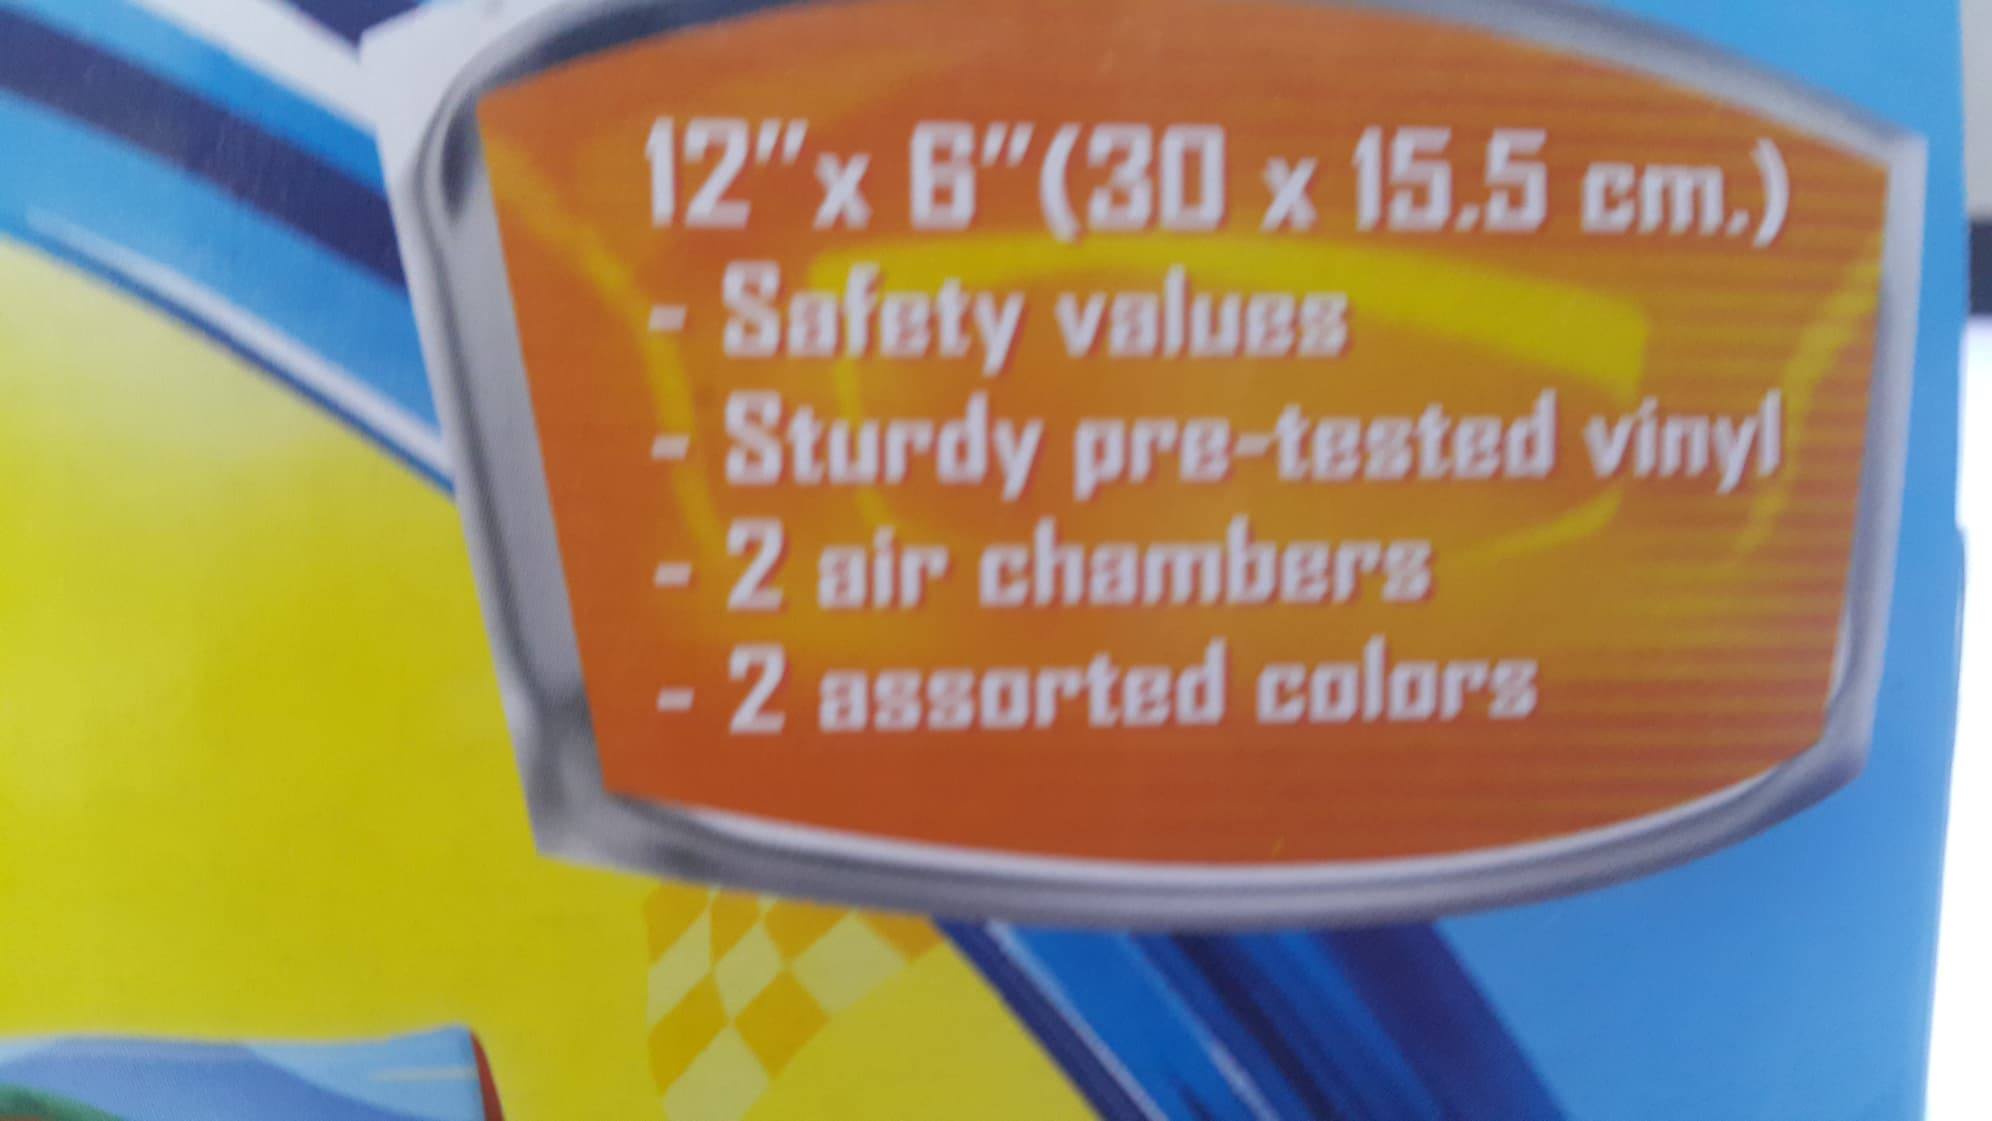 12" x 6" (30 x 15.5 cm.)
- Safety values
- Sturdy pre-tested vinyl
- 2 air chambers
- 2 assorted colors